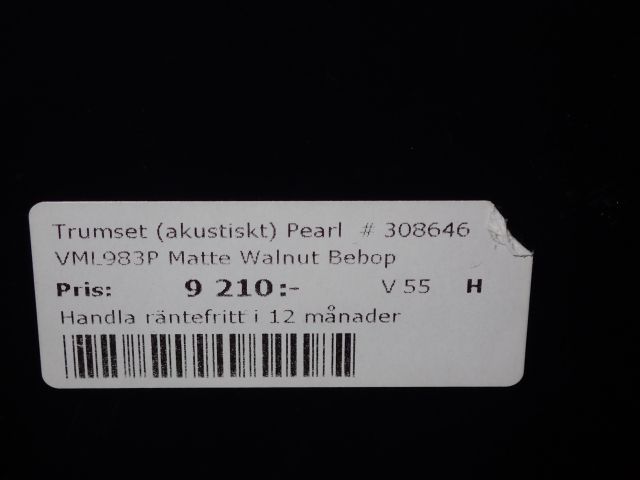 Trumset (akustiskt) Pearl # 308646
VML983P Matte Walnut Bebop
Pris: 9 210:- V 55 H
Handla räntefritt i 12 månader